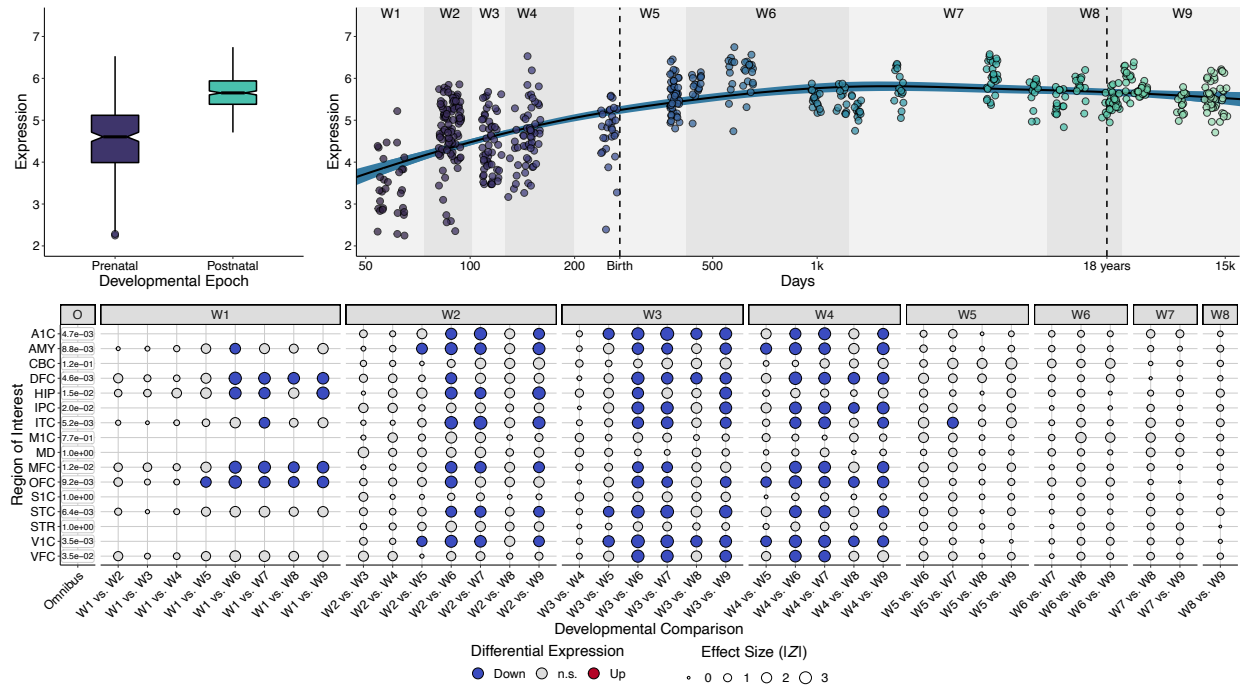 W1 W2 W3 W4 W5 W6 W7 W8 W9
7
6
5
4
3
2
Expression
Prenatal Postnatal
Developmental Epoch
7
6
5
4
3
2
Expression
50 100 200 Birth 500 1k 18 years 15k
Days
O W1 W2 W3 W4 W5 W6 W7 W8
Region of Interest
A1C 4.7e−03
AMY 8.8e−03
CBC 1.2e−01
DFC 4.6e−03
HIP 1.5e−02
IPC 2.0e−02
ITC 5.2e−03
M1C 7.7e−01
MD 1.0e+00
MFC 1.2e−02
OFC 9.2e−03
S1C 1.0e+00
STC 6.4e−03
STR 1.0e+00
V1C 3.5e−03
VFC 3.5e−02
Omnibus
W1 vs. W2
W1 vs. W3
W1 vs. W4
W1 vs. W5
W1 vs. W6
W1 vs. W7
W1 vs. W8
W1 vs. W9
W2 vs. W3
W2 vs. W4
W2 vs. W5
W2 vs. W6
W2 vs. W7
W2 vs. W8
W2 vs. W9
W3 vs. W4
W3 vs. W5
W3 vs. W6
W3 vs. W7
W3 vs. W8
W3 vs. W9
W4 vs. W5
W4 vs. W6
W4 vs. W7
W4 vs. W8
W4 vs. W9
W5 vs. W6
W5 vs. W7
W5 vs. W8
W5 vs. W9
W6 vs. W7
W6 vs. W8
W6 vs. W9
W7 vs. W8
W7 vs. W9
W8 vs. W9
Developmental Comparison
Differential Expression
Down n.s. Up
Effect Size (|Z|)
0 1 2 3